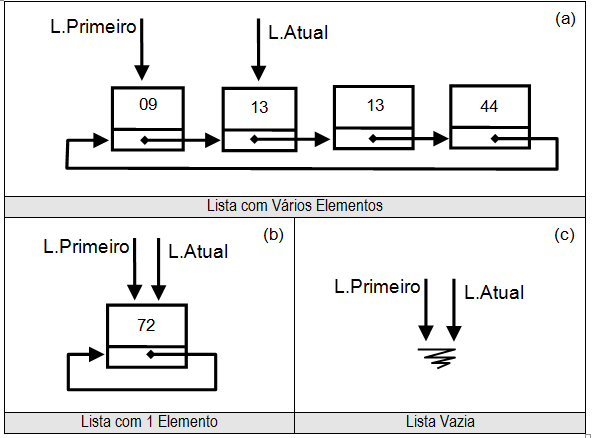 (a)
L.Primeiro
L.Atual
09 13 13 44
Lista com Vários Elementos
(b)
L.Primeiro
L.Atual
72
Lista com 1 Elemento
(c)
L.Primeiro
L.Atual
Lista Vazia